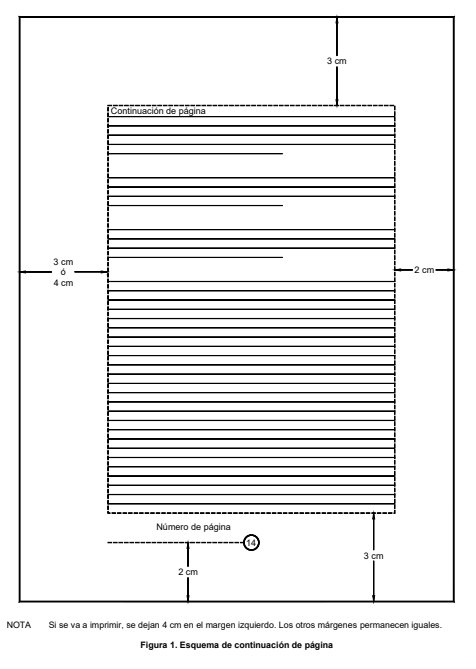 3 cm
Continuación de página
3 cm
ó
4 cm
2 cm
Número de página
14
3 cm
2 cm
NOTA Si se va a imprimir, se dejan 4 cm en el margen izquierdo. Los otros márgenes permanecen iguales.
Figura 1. Esquema de continuación de página